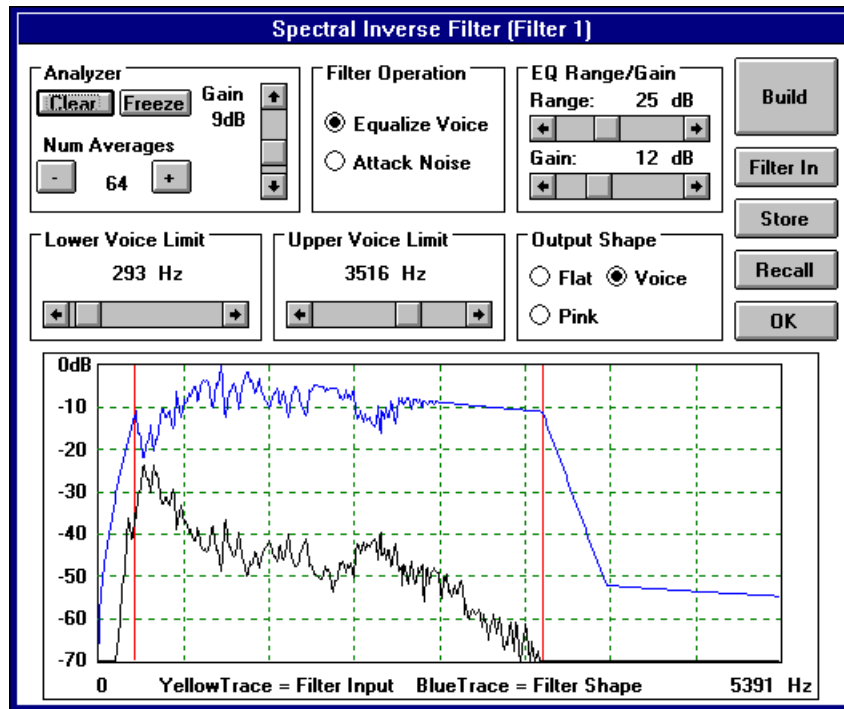 Spectral Inverse Filter (Filter 1)
Analyzer
Clear Freeze Gain
9dB
Num Averages
- 64 +
Filter Operation
Equalize Voice
Attack Noise
EQ Range/Gain
Range: 25 dB
Gain: 12 dB
Build
Filter In
Store
Recall
OK
Lower Voice Limit
293 Hz
Upper Voice Limit
3516 Hz
Output Shape
Flat Voice
Pink
0dB
-10
-20
-30
-40
-50
-60
-70
0 YellowTrace = Filter Input BlueTrace = Filter Shape 5391 Hz